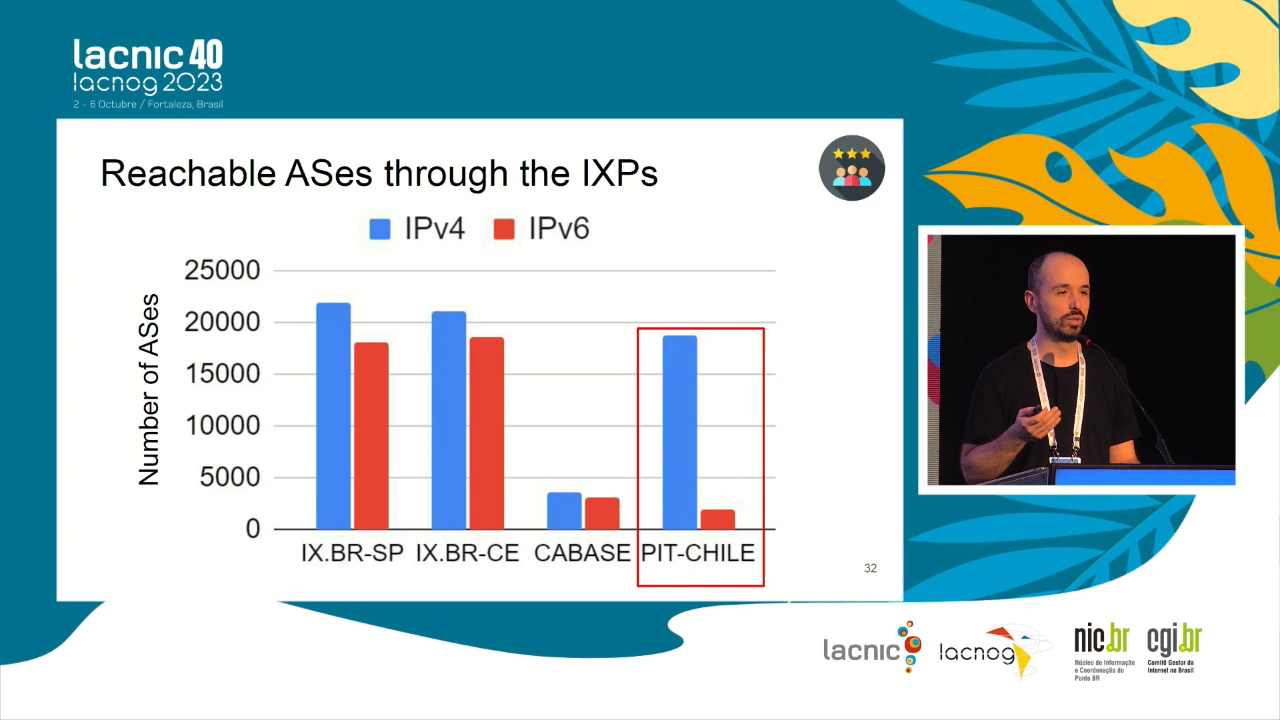 lacnic 40
lacnog 2023
2 - 6 Octubre / Fortaleza, Brasil
Reachable ASes through the IXPs
IPv4 IPv6
Number of ASes
25000
20000
15000
10000
5000
0
IX.BR-SP IX.BR-CE CABASE PIT-CHILE
32
lacnic
lacnog
nic.br
Núcleo de Informação
e Coordenação do
Ponto BR
cgi.br
Comitê Gestor da
Internet no Brasil